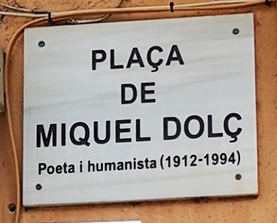 PLAÇA
DE
MIQUEL DOLÇ
Poeta i humanista (1912-1994)